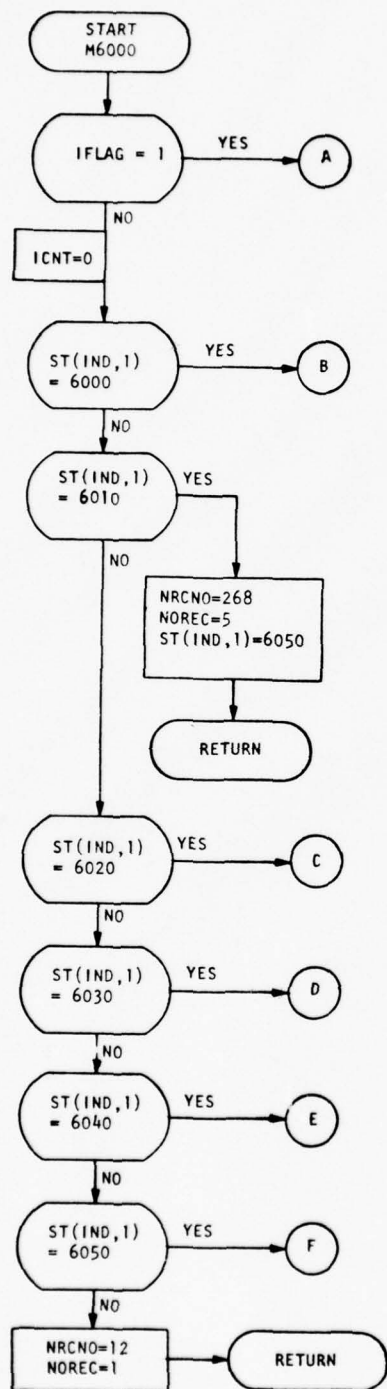 START
M6000
IFLAG = 1
YES
A
NO
ICNT=0
ST(IND,1)
= 6000
YES
B
NO
ST(IND,1)
= 6010
YES
NO
NRCNO=268
NOREC=5
ST(IND,1)=6050
RETURN
ST(IND,1)
= 6020
YES
C
NO
ST(IND,1)
= 6030
YES
D
NO
ST(IND,1)
= 6040
YES
E
NO
ST(IND,1)
= 6050
YES
F
NO
NRCNO=12
NOREC=1
RETURN